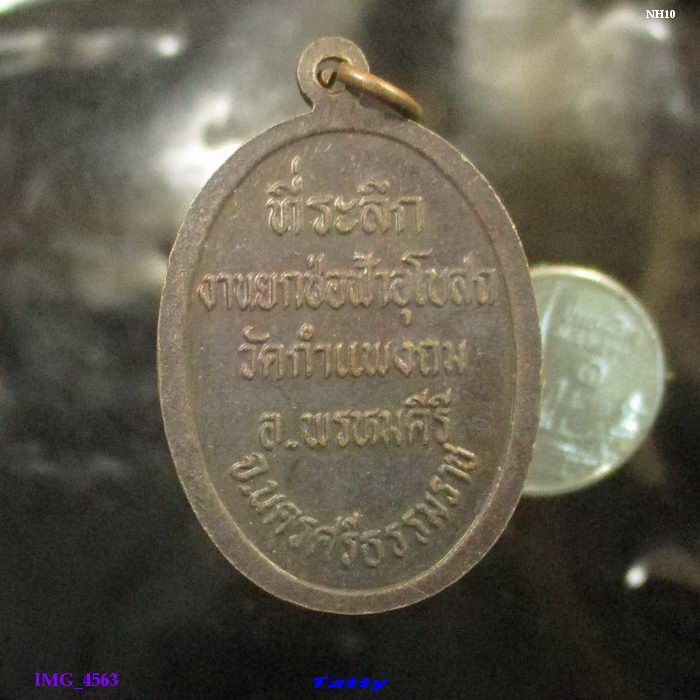 NH10
ที่ระลึก
งานยกช่อฟ้าอุโบสถ
วัดกำแพงถม
อ.พรหมคีรี
จ.นครศรีธรรมราช
IMG_4563
Tatty